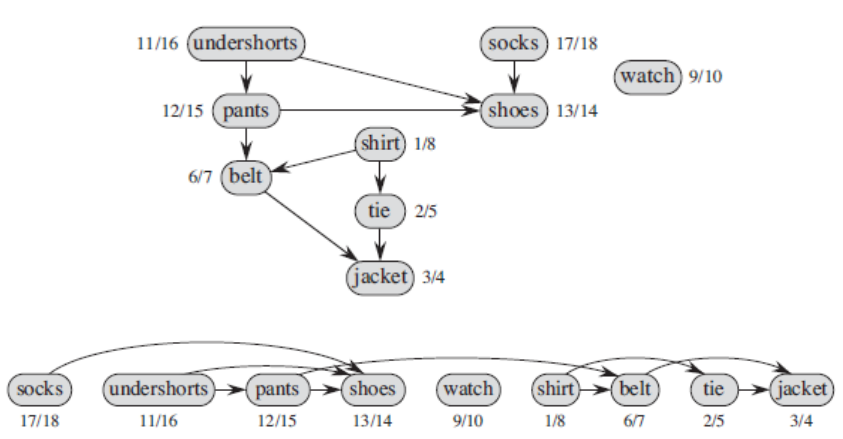 11/16 undershorts socks 17/18
watch 9/10
12/15 pants shoes 13/14
shirt 1/8
6/7 belt
tie 2/5
jacket 3/4
socks undershorts pants shoes watch shirt belt tie jacket
17/18 11/16 12/15 13/14 9/10 1/8 6/7 2/5 3/4